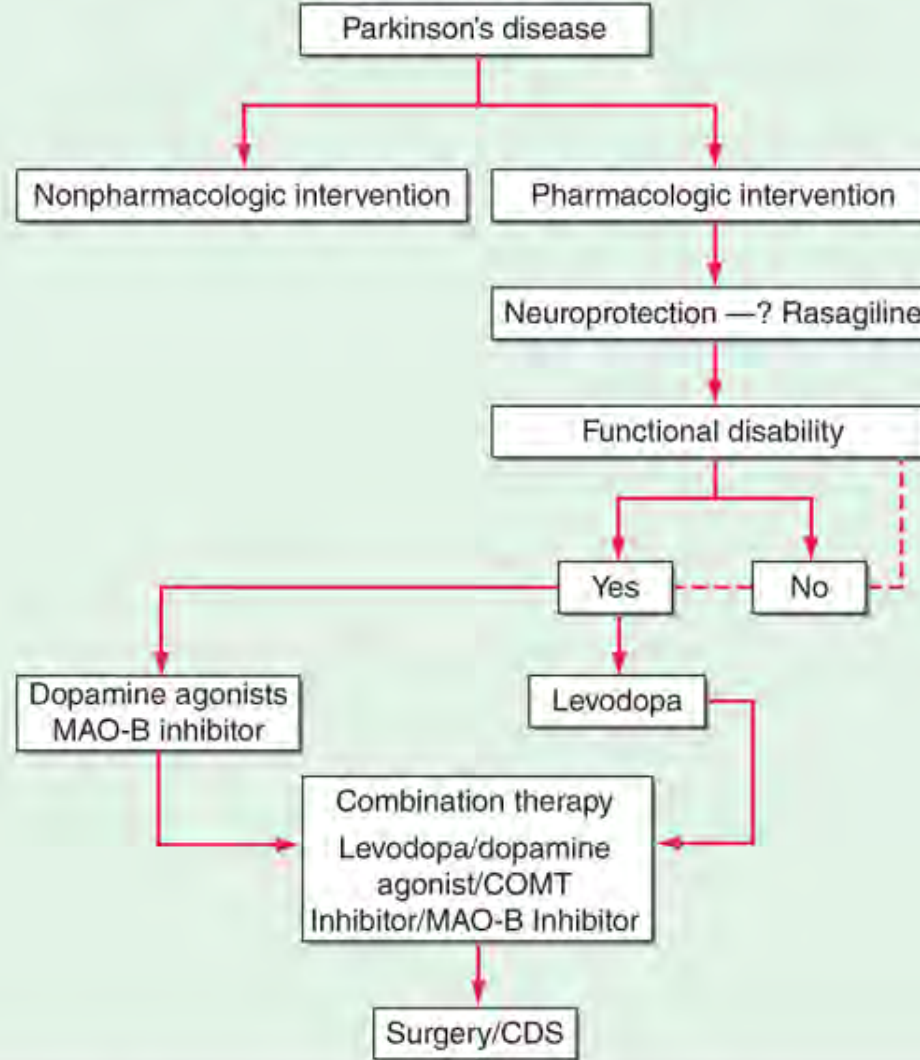 Parkinson's disease
Nonpharmacologic intervention
Pharmacologic intervention
Neuroprotection —? Rasagiline
Functional disability
Yes
No
Dopamine agonists
MAO-B inhibitor
Levodopa
Combination therapy
Levodopa/dopamine
agonist/COMT
Inhibitor/MAO-B Inhibitor
Surgery/CDS